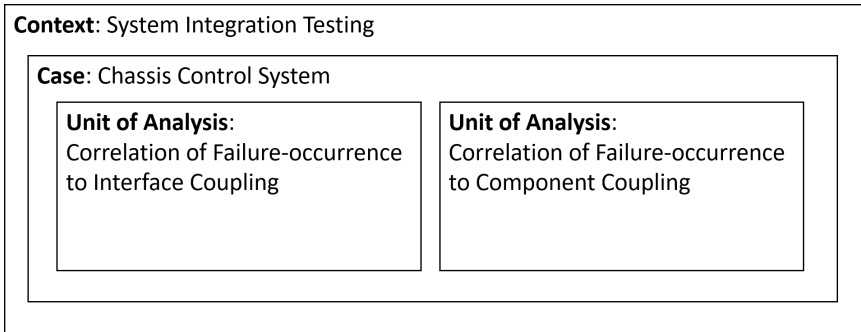 Context: System Integration Testing
Case: Chassis Control System
Unit of Analysis:
Correlation of Failure-occurrence
to Interface Coupling
Unit of Analysis:
Correlation of Failure-occurrence
to Component Coupling